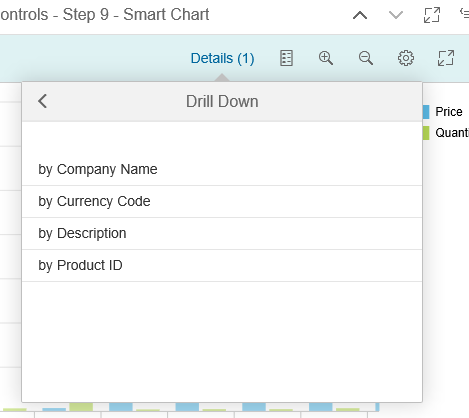 ontrols - Step 9 - Smart Chart
Details (1)
Drill Down
Price
Quanti
by Company Name
by Currency Code
by Description
by Product ID